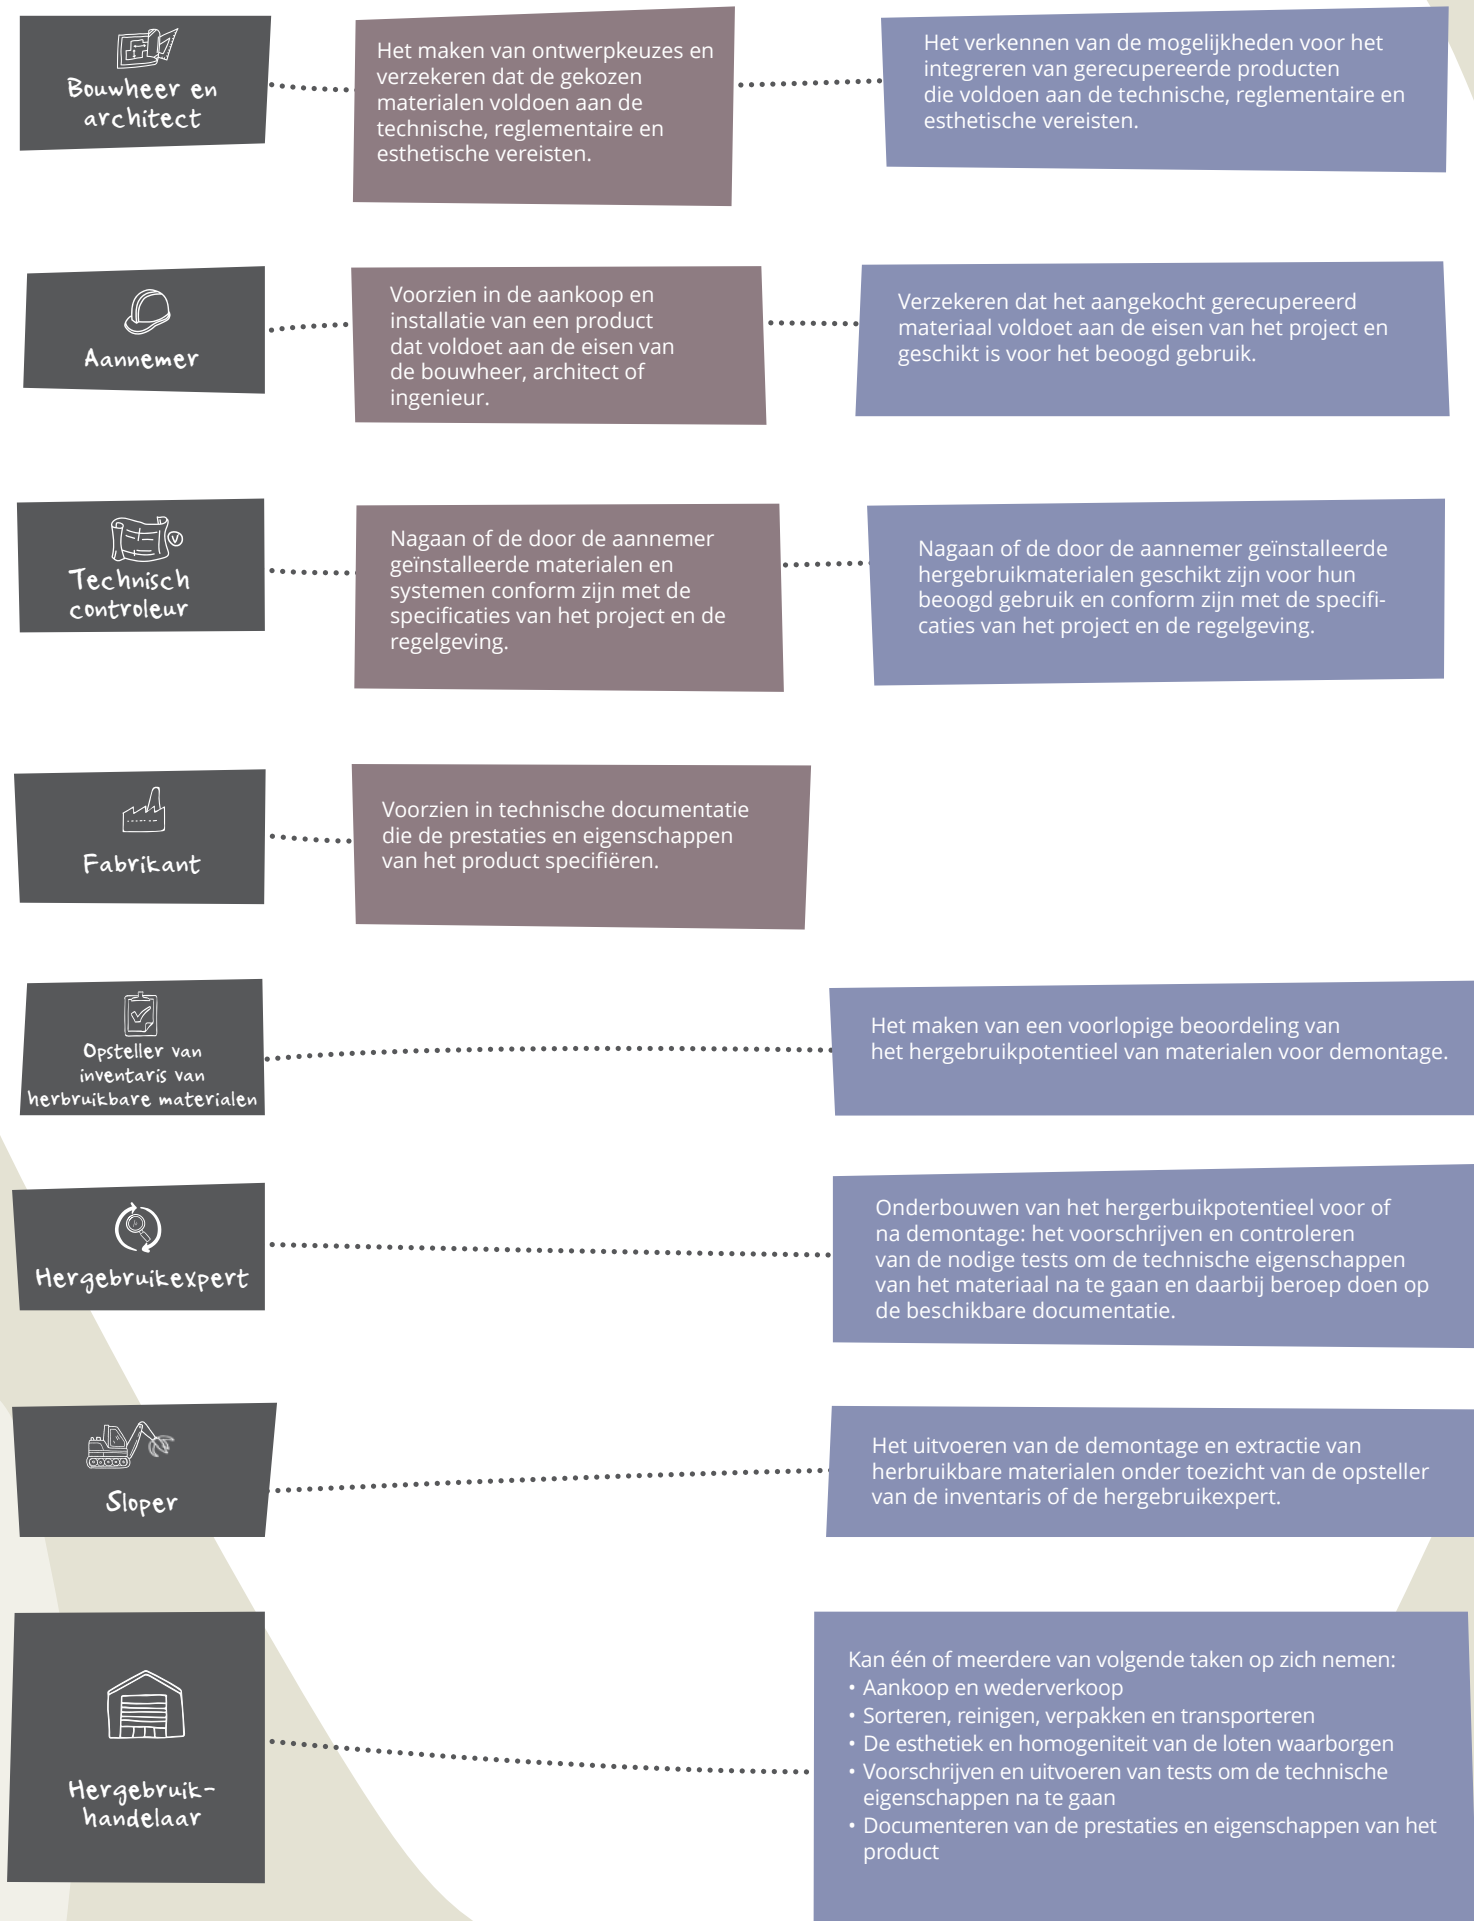 Bouwheer en
architect
Het maken van ontwerpkeuzes en
verzekeren dat de gekozen
materialen voldoen aan de
technische, reglementaire en
esthetische vereisten.
Het verkennen van de mogelijkheden voor het
integreren van gerecupereerde producten
die voldoen aan de technische, reglementaire en
esthetische vereisten.
Aannemer
Voorzien in de aankoop en
installatie van een product
dat voldoet aan de eisen van
de bouwheer, architect of
ingenieur.
Verzekeren dat het aangekocht gerecupereerd
materiaal voldoet aan de eisen van het project en
geschikt is voor het beoogd gebruik.
Technisch
controleur
Nagaan of de door de aannemer
geïnstalleerde materialen en
systemen conform zijn met de
specificaties van het project en de
regelgeving.
Nagaan of de door de aannemer geïnstalleerde
hergebruikmaterialen geschikt zijn voor hun
beoogd gebruik en conform zijn met de specifi-
caties van het project en de regelgeving.
Fabrikant
Voorzien in technische documentatie
die de prestaties en eigenschappen
van het product specifiëren.
Opsteller van
inventaris van
herbruikbare materialen
Het maken van een voorlopige beoordeling van
het hergebruikpotentieel van materialen voor demontage.
Hergebruikexpert
Onderbouwen van het hergerbuikpotentieel voor of
na demontage: het voorschrijven en controleren
van de nodige tests om de technische eigenschappen
van het materiaal na te gaan en daarbij beroep doen op
de beschikbare documentatie.
Sloper
Het uitvoeren van de demontage en extractie van
herbruikbare materialen onder toezicht van de opsteller
van de inventaris of de hergebruikexpert.
Hergebruik-
handelaar
Kan één of meerdere van volgende taken op zich nemen:
• Aankoop en wederverkoop
• Sorteren, reinigen, verpakken en transporteren
• De esthetiek en homogeniteit van de loten waarborgen
• Voorschrijven en uitvoeren van tests om de technische
eigenschappen na te gaan
• Documenteren van de prestaties en eigenschappen van het
product